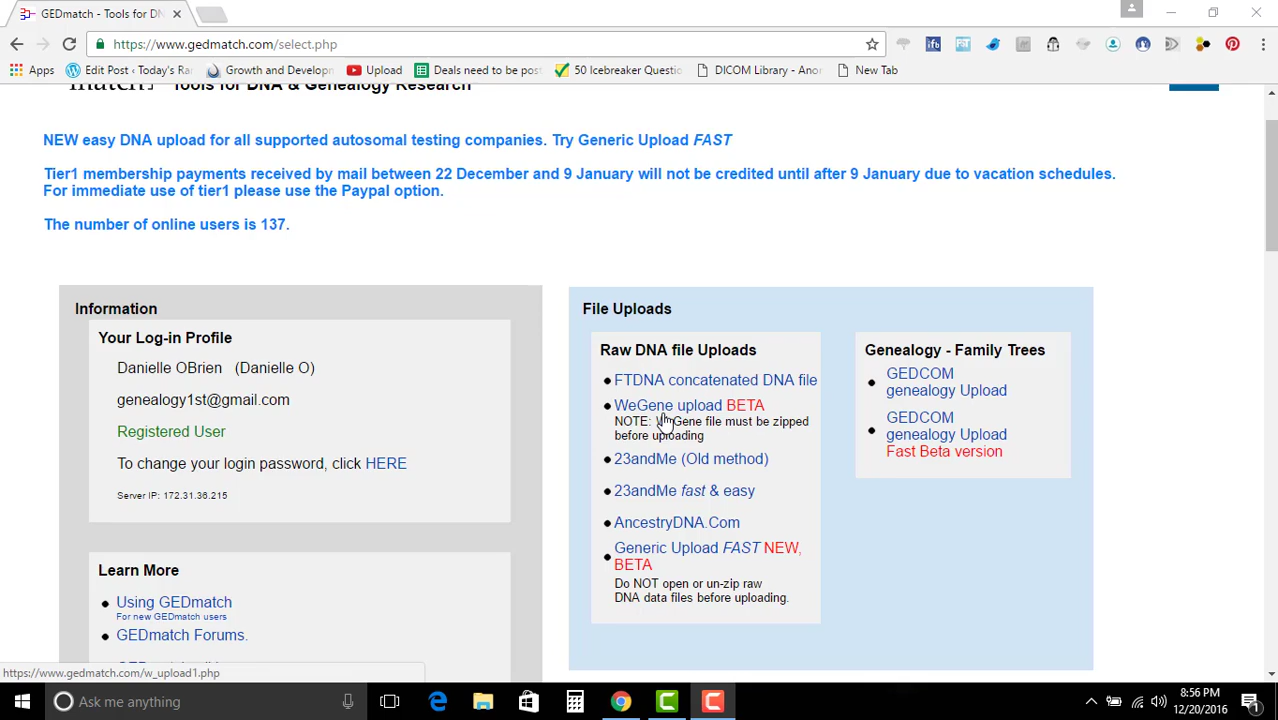 GEDmatch - Tools for DN
https://www.gedmatch.com/select.php
Apps
Edit Post ‹ Today's Ra
Growth and Developm
Upload
Deals need to be post
50 Icebreaker Questio
DICOM Library - Anon
New Tab
Tools for DNA & Genealogy Research
NEW easy DNA upload for all supported autosomal testing companies. Try Generic Upload FAST
Tier1 membership payments received by mail between 22 December and 9 January will not be credited until after 9 January due to vacation schedules.
For immediate use of tier1 please use the Paypal option.
The number of online users is 137.
Information
Your Log-in Profile
Danielle OBrien (Danielle O)
genealogy1st@gmail.com
Registered User
To change your login password, click HERE
Server IP: 172.31.36.215
Learn More
Using GEDmatch
For new GEDmatch users
GEDmatch Forums.
File Uploads
Raw DNA file Uploads
FTDNA concatenated DNA file
WeGene upload BETA
NOTE: WeGene file must be zipped
before uploading
23andMe (Old method)
23andMe fast & easy
AncestryDNA.Com
Generic Upload FAST NEW,
BETA
Do NOT open or un-zip raw
DNA data files before uploading.
Genealogy - Family Trees
GEDCOM
genealogy Upload
GEDCOM
genealogy Upload
Fast Beta version
https://www.gedmatch.com/w_upload1.php
Ask me anything
8:56 PM
12/20/2016